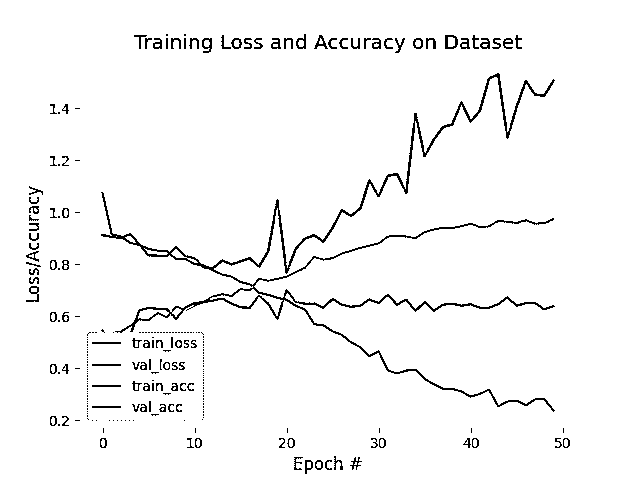 Training Loss and Accuracy on Dataset
1.4
1.2
1.0
0.8
0.6
0.4
0.2
Loss/Accuracy
train_loss
val_loss
train_acc
val_acc
0 10 20 30 40 50
Epoch #